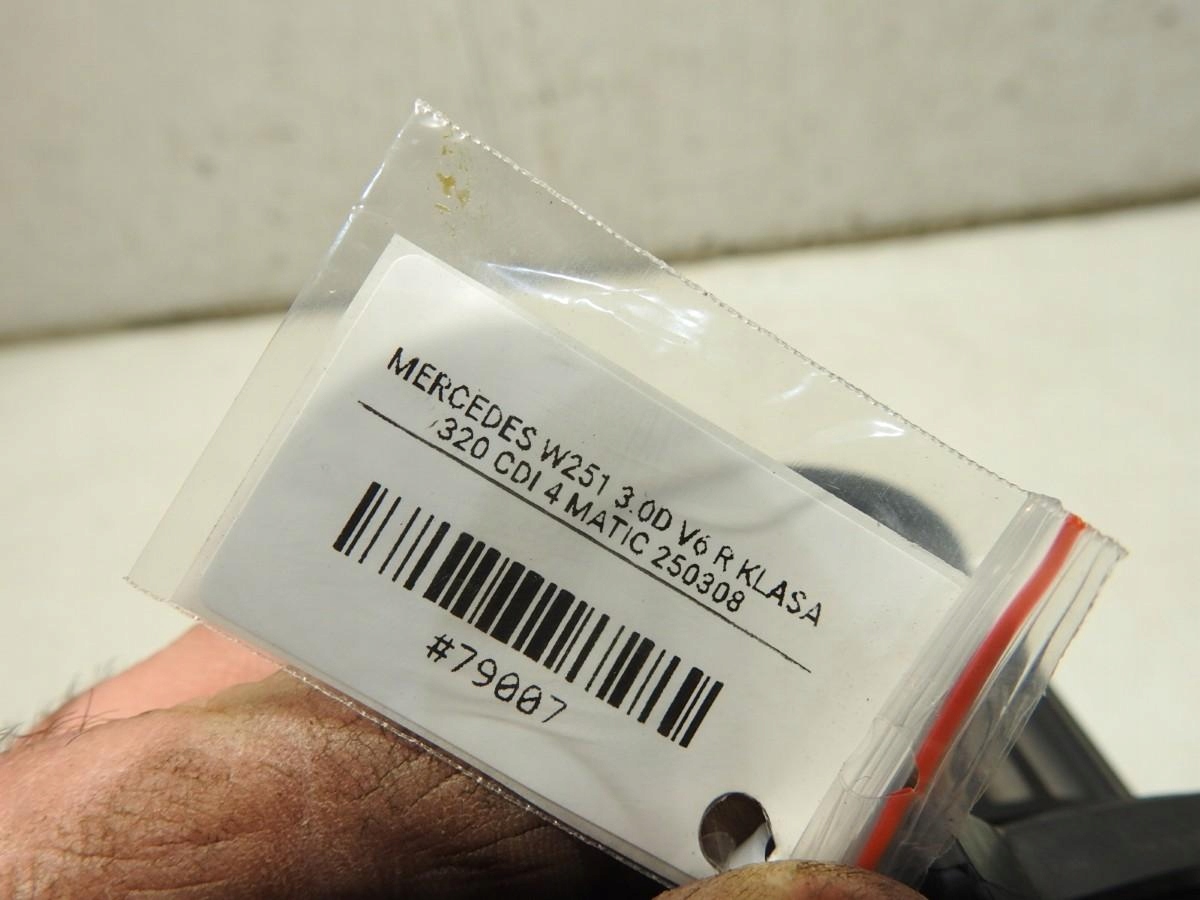 MERCEDES W251 3.0D V6 R KLASA
/320 CDI 4 MATIC 250308
#79007